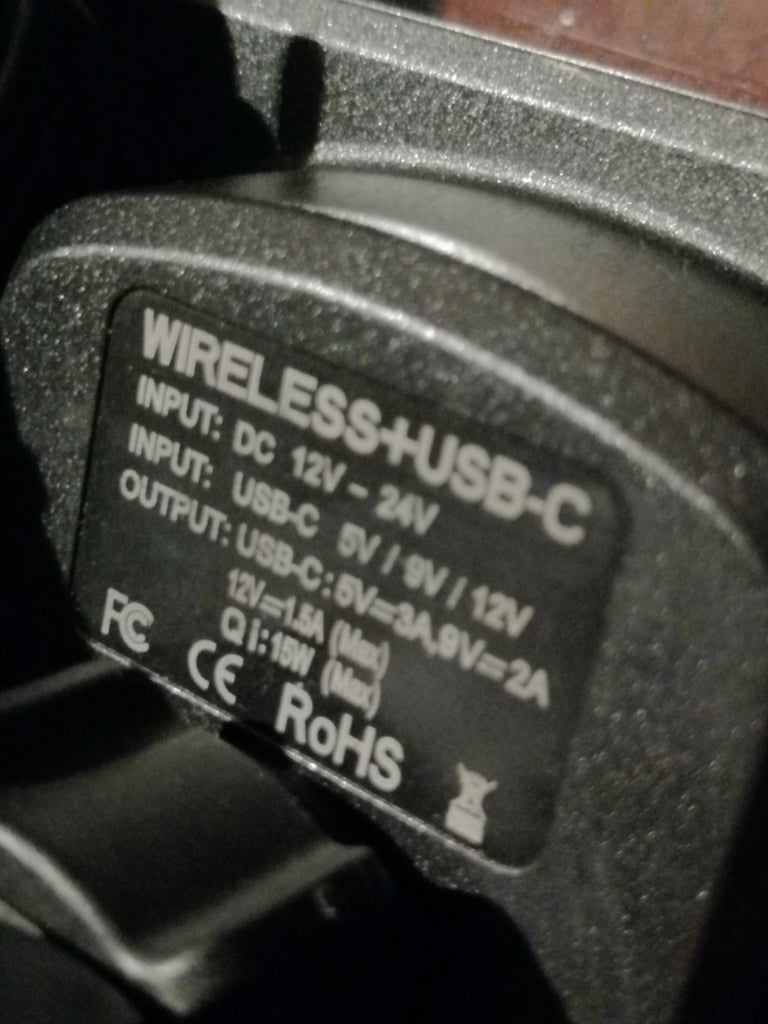 WIRELESS+USB-C
INPUT: DC 12V - 24V
INPUT: USB-C 5V / 9V / 12V
OUTPUT: USB-C: 5V=3A,9V=2A
12V=1.5A (Max)
Qi: 15W (Max)
FC CE RoHS